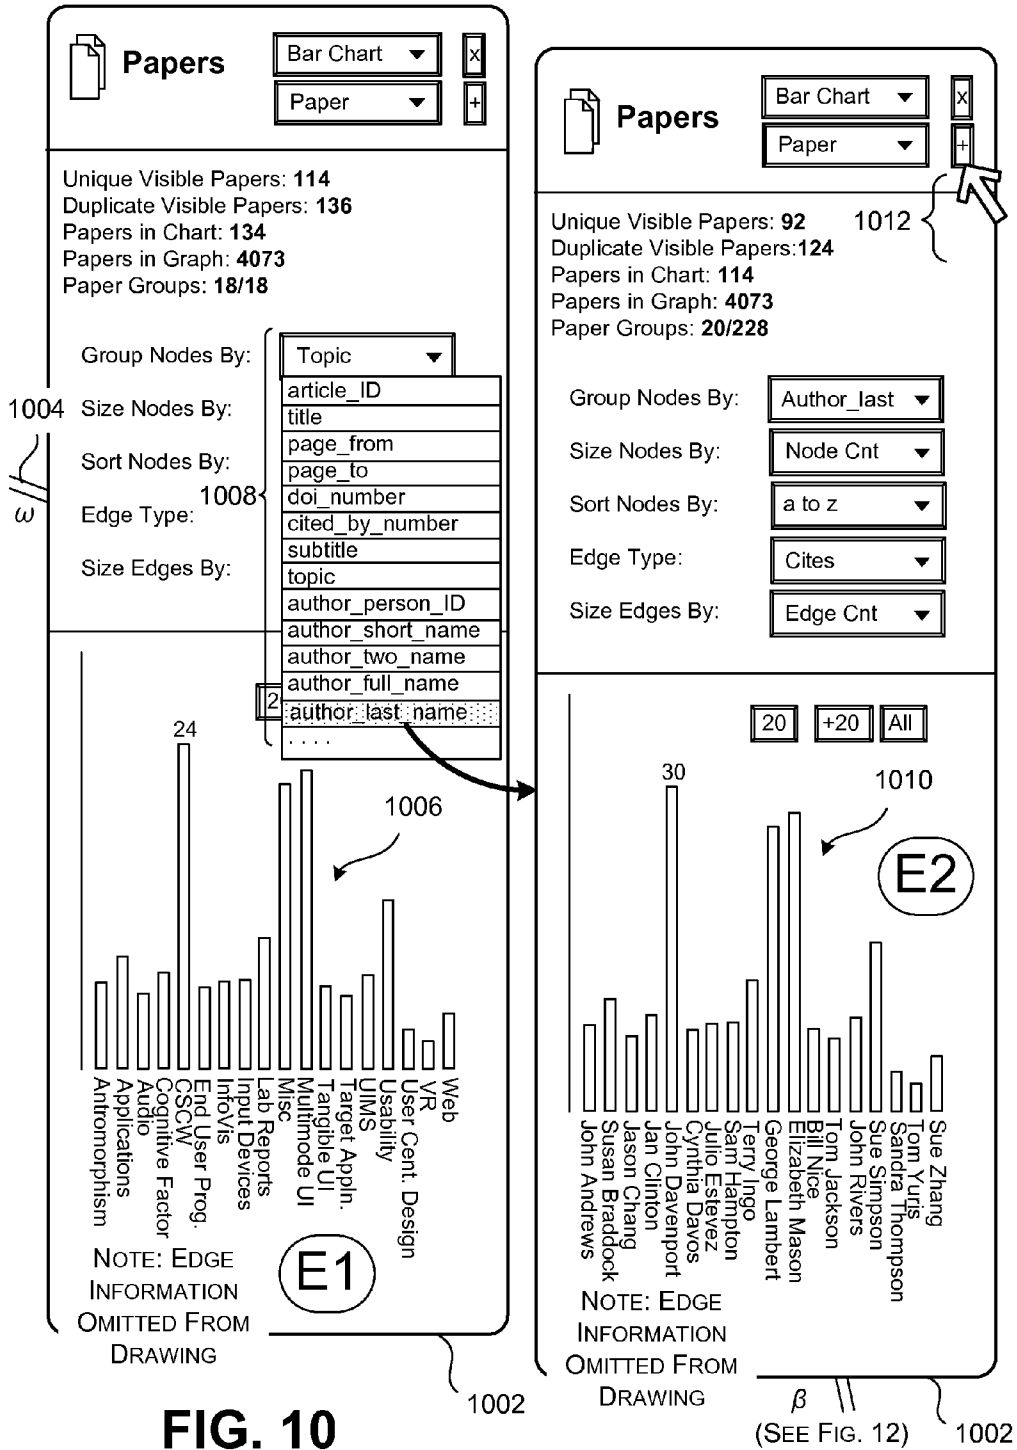 Papers
Bar Chart
x
Paper
+
Unique Visible Papers: 114
Duplicate Visible Papers: 136
Papers in Chart: 134
Papers in Graph: 4073
Paper Groups: 18/18
Group Nodes By:
Topic
Size Nodes By:
Sort Nodes By:
Edge Type:
Size Edges By:
article_ID
title
page_from
page_to
doi_number
cited_by_number
subtitle
topic
author_person_ID
author_short_name
author_two_name
author_full_name
author_last_name
. . . .
2
1004
ω
1008
24
1006
Antromorphism
Applications
Audio
Cognitive Factor
CSCW
End User Prog.
InfoVis
Input Devices
Lab Reports
Misc
Multimode UI
Tangible UI
Target Appln.
UIMS
Usability
User Cent. Design
VR
Web
NOTE: EDGE
INFORMATION
OMITTED FROM
DRAWING
E1
1002
Papers
Bar Chart
x
Paper
+
1012
Unique Visible Papers: 92
Duplicate Visible Papers:124
Papers in Chart: 114
Papers in Graph: 4073
Paper Groups: 20/228
Group Nodes By: Author_last
Size Nodes By: Node Cnt
Sort Nodes By: a to z
Edge Type: Cites
Size Edges By: Edge Cnt
20 +20 All
30
1010
E2
John Andrews
Susan Braddock
Jason Chang
Jan Clinton
John Davenport
Cynthia Davos
Julio Estevez
Sam Hampton
Terry Ingo
George Lambert
Elizabeth Mason
Bill Nice
Tom Jackson
John Rivers
Sue Simpson
Sandra Thompson
Tom Yuris
Sue Zhang
NOTE: EDGE
INFORMATION
OMITTED FROM
DRAWING
β
(SEE FIG. 12)
1002
FIG. 10